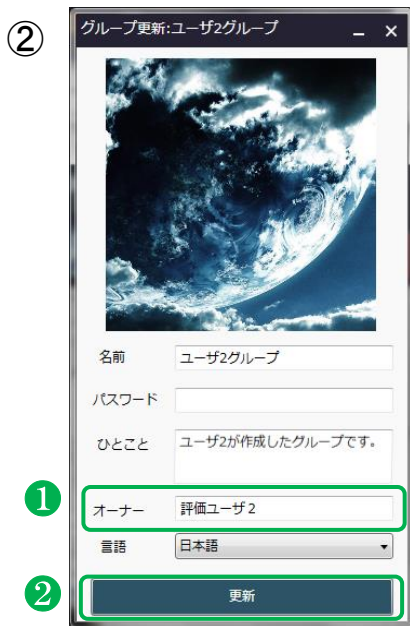 ②
グループ更新:ユーザ2グループ
名前 ユーザ2グループ
パスワード
ひとこと ユーザ2が作成したグループです。
❶
オーナー 評価ユーザ2
言語 日本語
❷
更新